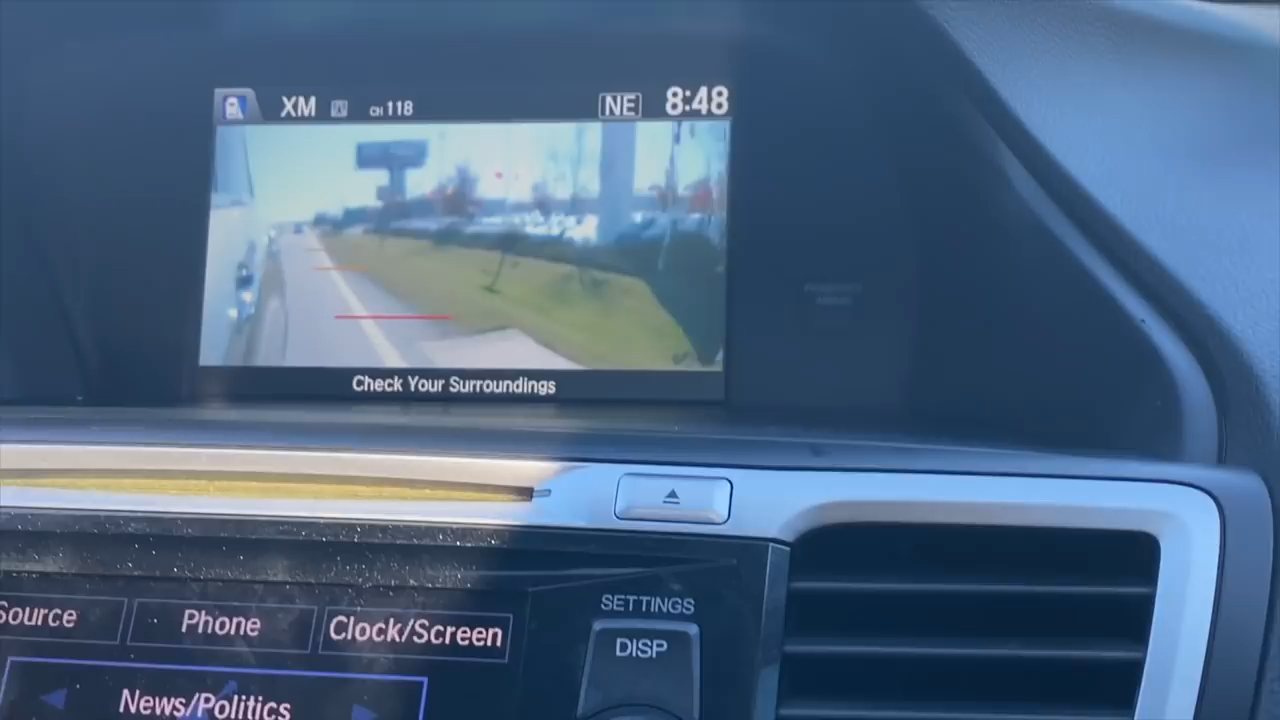 XM CH 118 NE 8:48
Check Your Surroundings
SETTINGS
DISP
Source Phone Clock/Screen
News/Politics